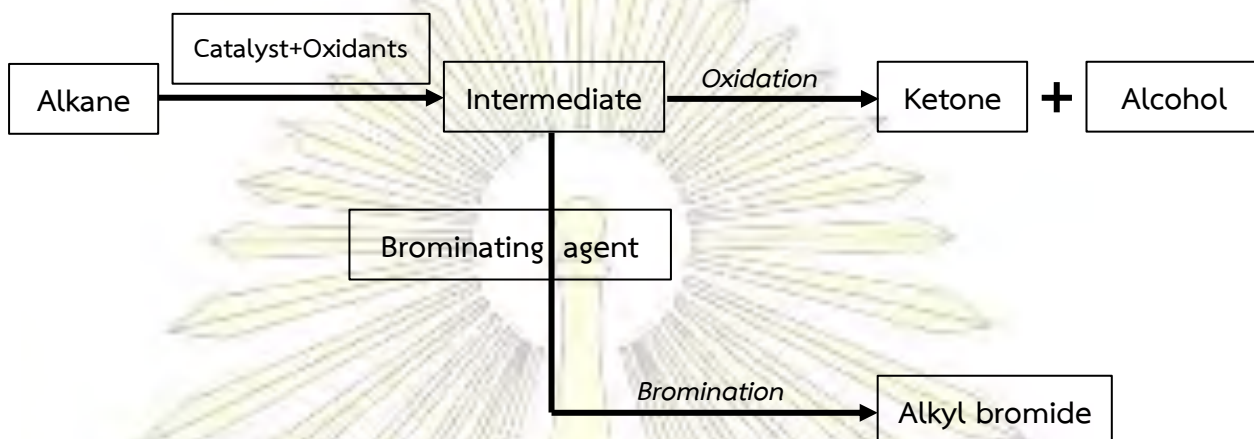 Catalyst+Oxidants
Alkane
Intermediate
Oxidation
Ketone + Alcohol
Brominating agent
Bromination
Alkyl bromide